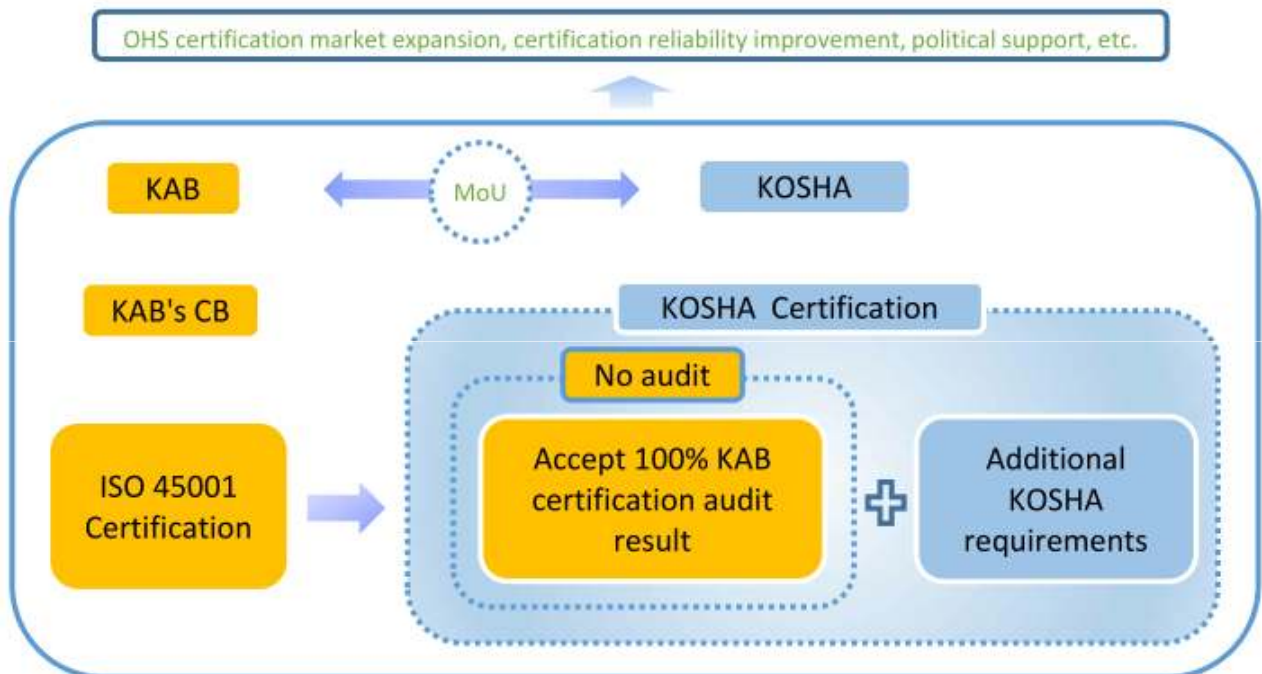 OHS certification market expansion, certification reliability improvement, political support, etc.
KAB
MoU
KOSHA
KAB's CB
KOSHA Certification
No audit
ISO 45001
Certification
Accept 100% KAB
certification audit
result
Additional
KOSHA
requirements